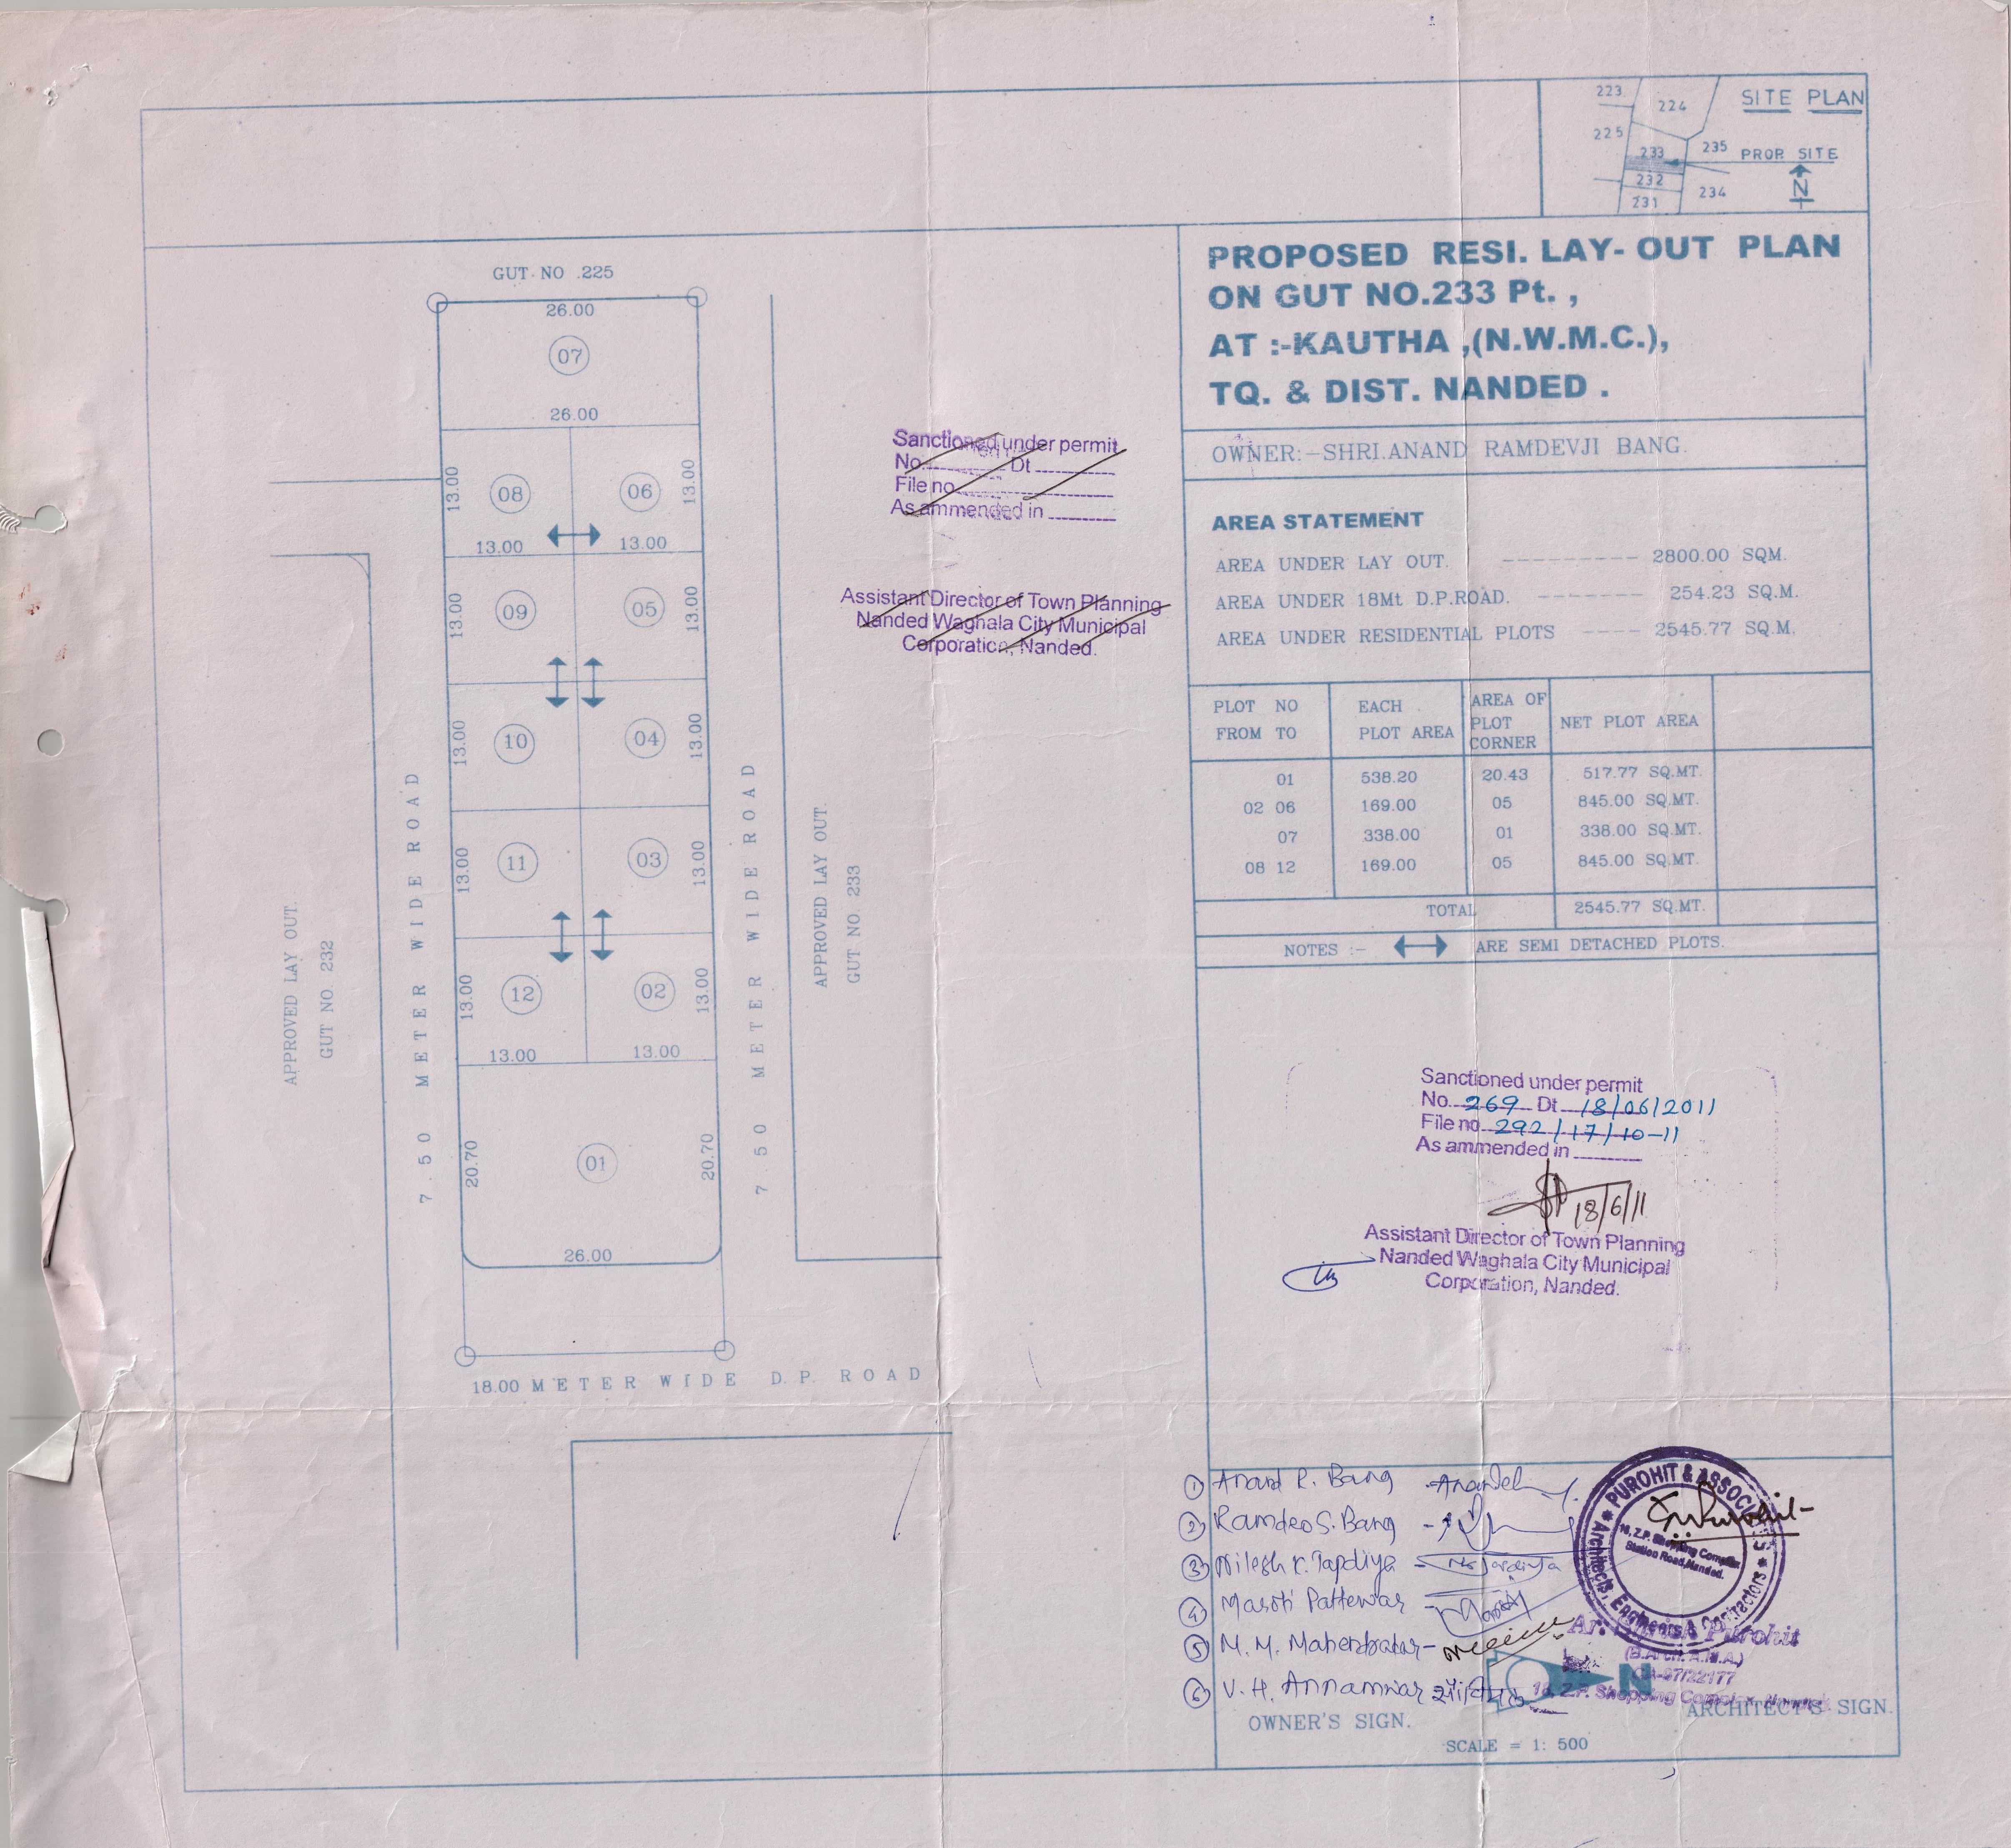 223
224
SITE PLAN
225
233
235
PROP. SITE
232
234
N
231
PROPOSED RESI. LAY-OUT PLAN
ON GUT NO.233 Pt. ,
AT :-KAUTHA ,(N.W.M.C.),
TQ. & DIST. NANDED .
OWNER:-SHRI.ANAND RAMDEVJI BANG.
AREA STATEMENT
AREA UNDER LAY OUT. --------- 2800.00 SQM.
AREA UNDER 18Mt D.P.ROAD. ------- 254.23 SQ.M.
AREA UNDER RESIDENTIAL PLOTS ---- 2545.77 SQ.M.
PLOT NO FROM TO EACH PLOT AREA AREA OF PLOT CORNER NET PLOT AREA
01 538.20 20.43 517.77 SQ.MT.
02 06 169.00 05 845.00 SQ.MT.
07 338.00 01 338.00 SQ.MT.
08 12 169.00 05 845.00 SQ.MT.
TOTAL 2545.77 SQ.MT.
NOTES :- ARE SEMI DETACHED PLOTS.
GUT NO .225
26.00
07
26.00
13.00 08 06 13.00
13.00 13.00
13.00 09 05 13.00
13.00 10 04 13.00
13.00 11 03 13.00
13.00 12 02 13.00
13.00 13.00
20.70 01 20.70
26.00
7.50 METER WIDE ROAD
7 50 METER WIDE ROAD
APPROVED LAY OUT.
GUT NO. 232
APPROVED LAY OUT.
GUT NO. 233
18.00 METER WIDE D.P. ROAD
Sanctioned under permit
No. Dt
File no
As ammended in
Assistant Director of Town Planning
Nanded Waghala City Municipal
Corporation, Nanded.
Sanctioned under permit
No. 269 Dt 18/06/2011
File no 292/17/10-11
As ammended in
18/6/11
Assistant Director of Town Planning
Nanded Waghala City Municipal
Corporation, Nanded.
① Anand R. Bang
② Ramdeo S. Bang
③ Nilesh K. Tapdiya
④ Maroti Pattewar
⑤ M. M.
⑥ V. H. Annamwar
OWNER'S SIGN.
PUROHIT & ASSOCIATES
Architects, Engineers & Contractors
16, Z.P. Shopping Complex
Station Road,Nanded.
Purohit
CA-97/22177
16, Z.P. Shopping Complex,
N
ARCHITECT'S SIGN.
SCALE = 1: 500